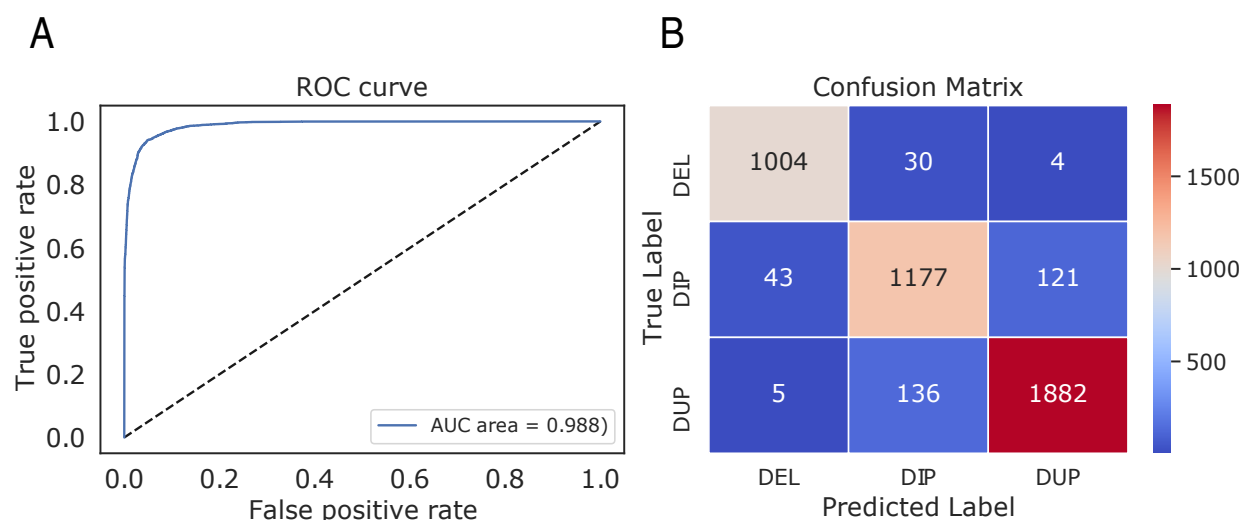 A
ROC curve
True positive rate
1.0
0.8
0.6
0.4
0.2
0.0
AUC area = 0.988)
0.0 0.2 0.4 0.6 0.8 1.0
False positive rate
B
Confusion Matrix
True Label
DEL
1004 30 4
DIP
43 1177 121
DUP
5 136 1882
DEL DIP DUP
Predicted Label
1500
1000
500